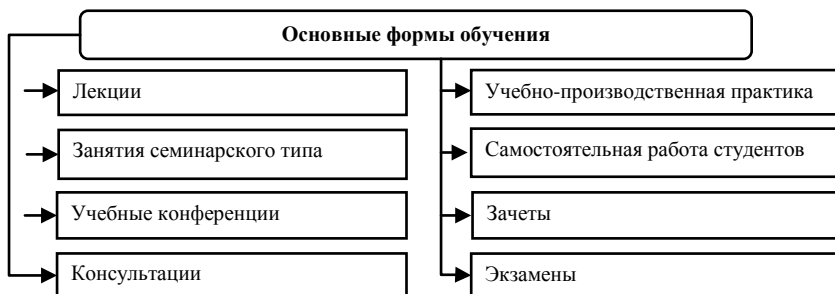 Основные формы обучения
Лекции
Занятия семинарского типа
Учебные конференции
Консультации
Учебно-производственная практика
Самостоятельная работа студентов
Зачеты
Экзамены